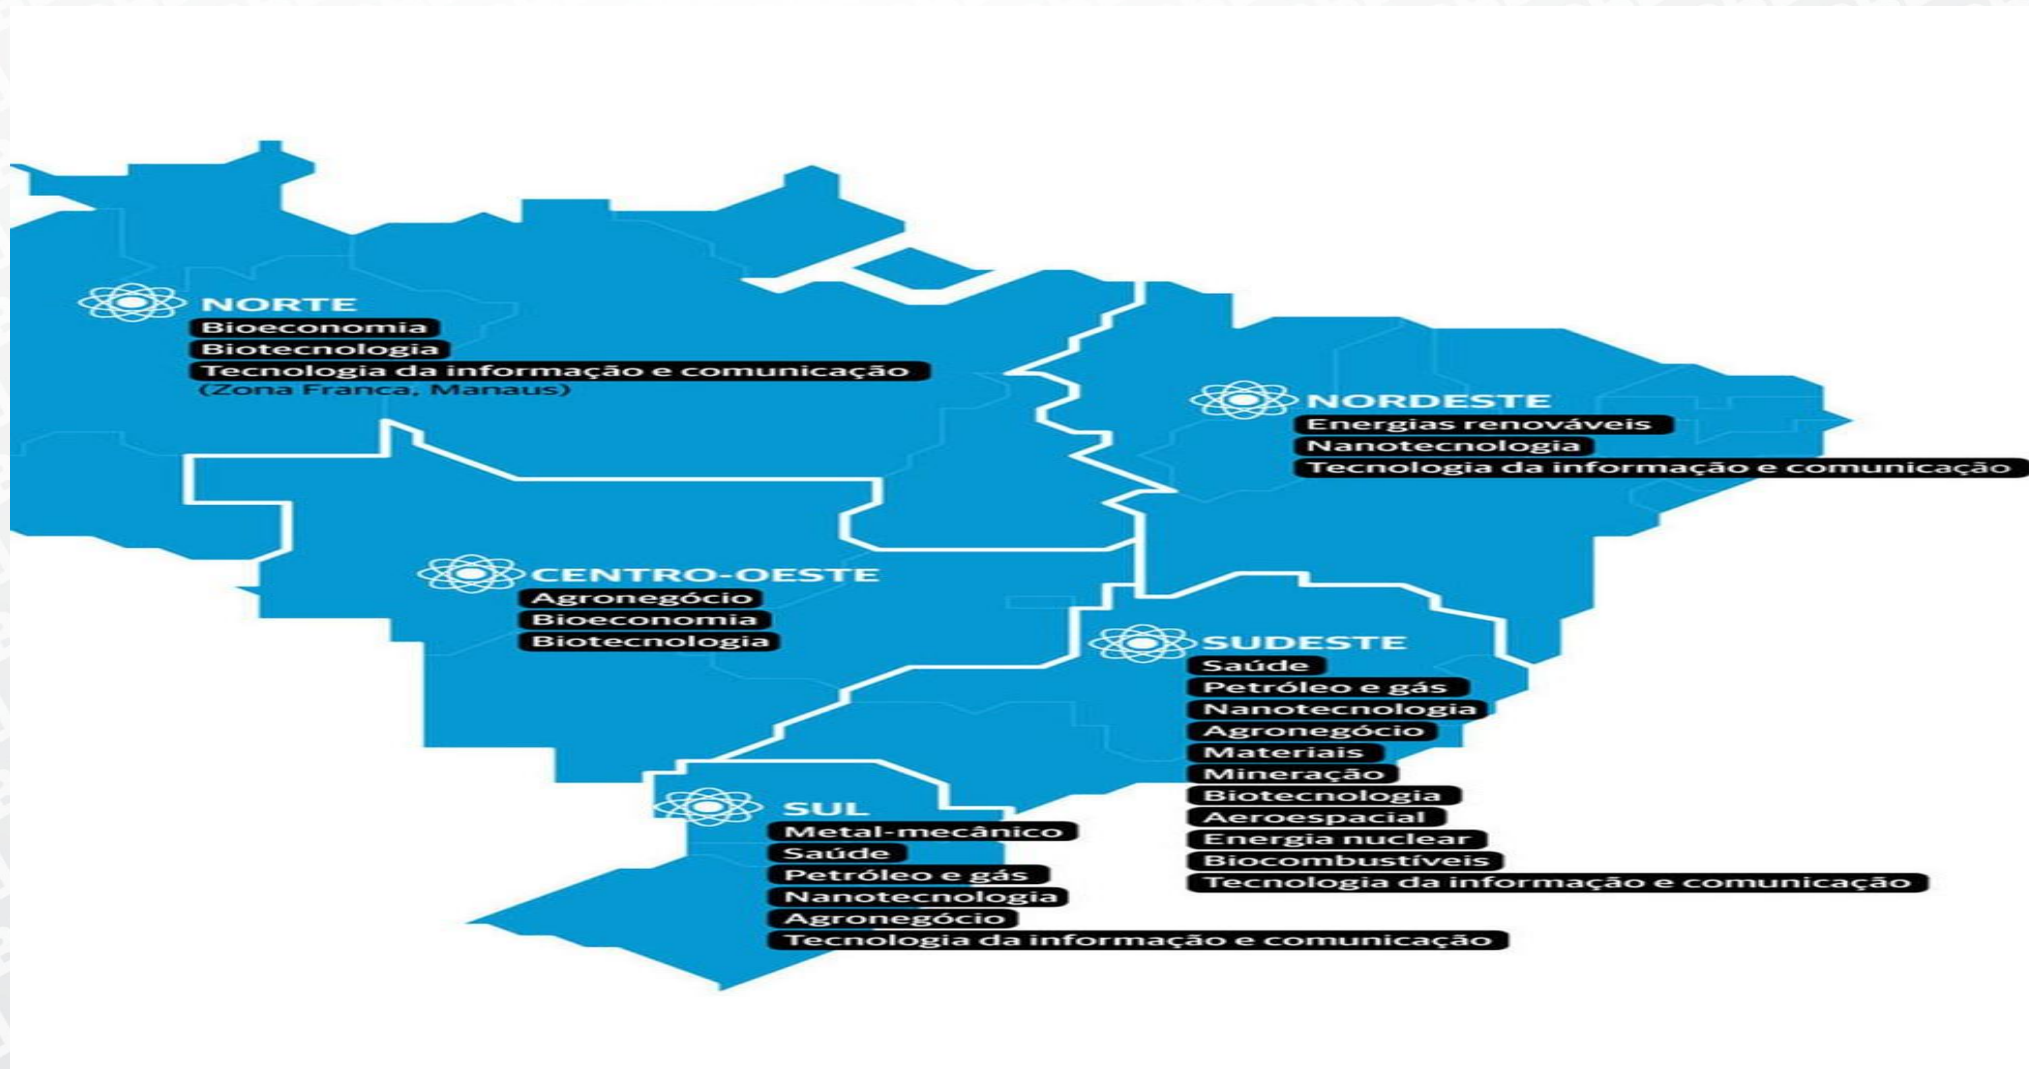 NORTE
Bioeconomia
Biotecnologia
Tecnologia da informação e comunicação
(Zona Franca, Manaus)
NORDESTE
Energias renováveis
Nanotecnologia
Tecnologia da informação e comunicação
CENTRO-OESTE
Agronegócio
Bioeconomia
Biotecnologia
SUDESTE
Saúde
Petróleo e gás
Nanotecnologia
Agronegócio
Materiais
Mineração
Biotecnologia
Aeroespacial
Energia nuclear
Biocombustíveis
Tecnologia da informação e comunicação
SUL
Metal-mecânico
Saúde
Petróleo e gás
Nanotecnologia
Agronegócio
Tecnologia da informação e comunicação